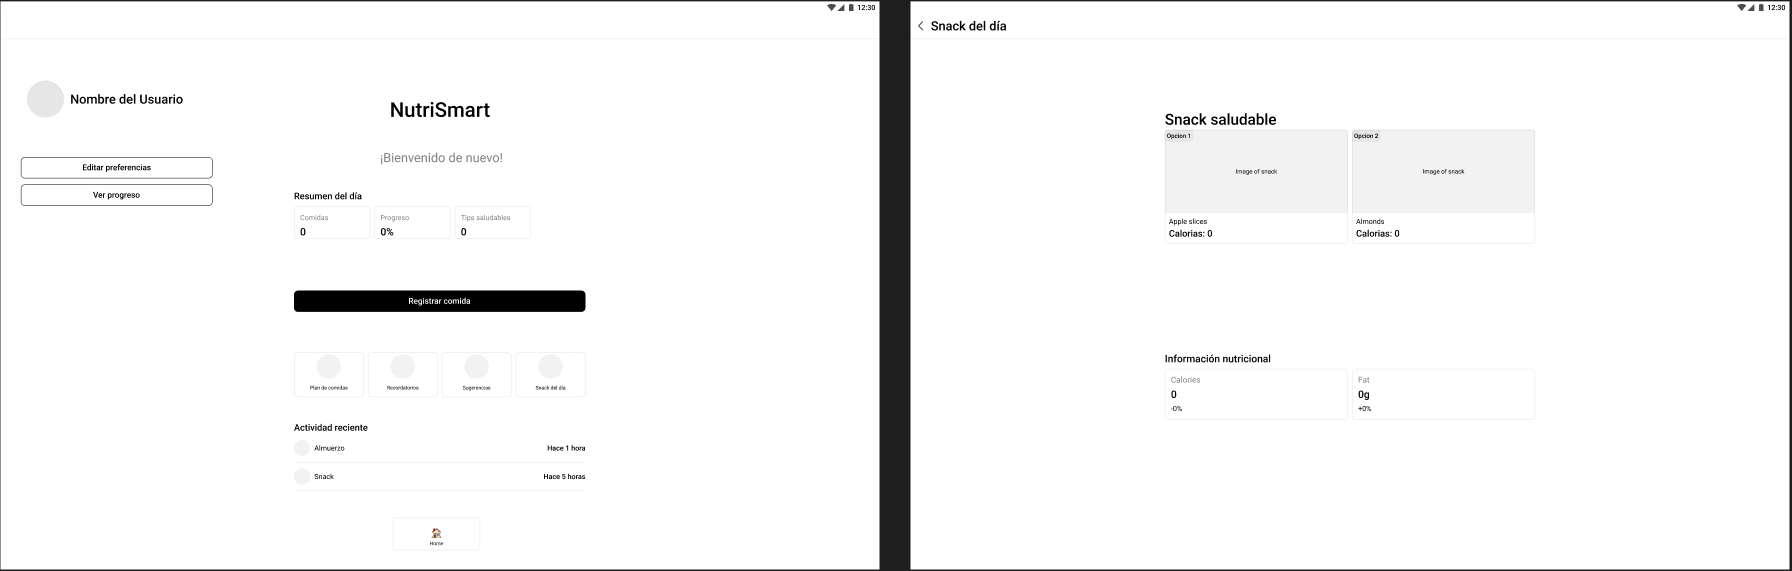 12:30
Nombre del Usuario
Editar preferencias
Ver progreso
NutriSmart
¡Bienvenido de nuevo!
Resumen del día
Comidas
0
Progreso
0%
Tips saludables
0
Registrar comida
Plan de comidas
Recordatorios
Sugerencias
Snack del día
Actividad reciente
Almuerzo
Hace 1 hora
Snack
Hace 5 horas
Home
12:30
Snack del día
Snack saludable
Opcion 1
Image of snack
Apple slices
Calorias: 0
Opcion 2
Image of snack
Almonds
Calorias: 0
Información nutricional
Calories
0
-0%
Fat
0g
+0%